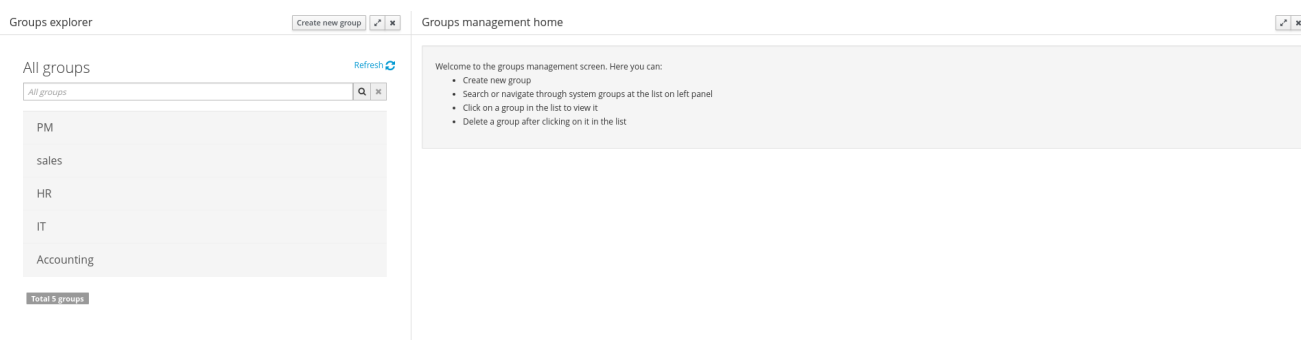 Groups explorer
Create new group
Groups management home
All groups
Refresh
All groups
PM
sales
HR
IT
Accounting
Total 5 groups
Welcome to the groups management screen. Here you can:
• Create new group
• Search or navigate through system groups at the list on left panel
• Click on a group in the list to view it
• Delete a group after clicking on it in the list